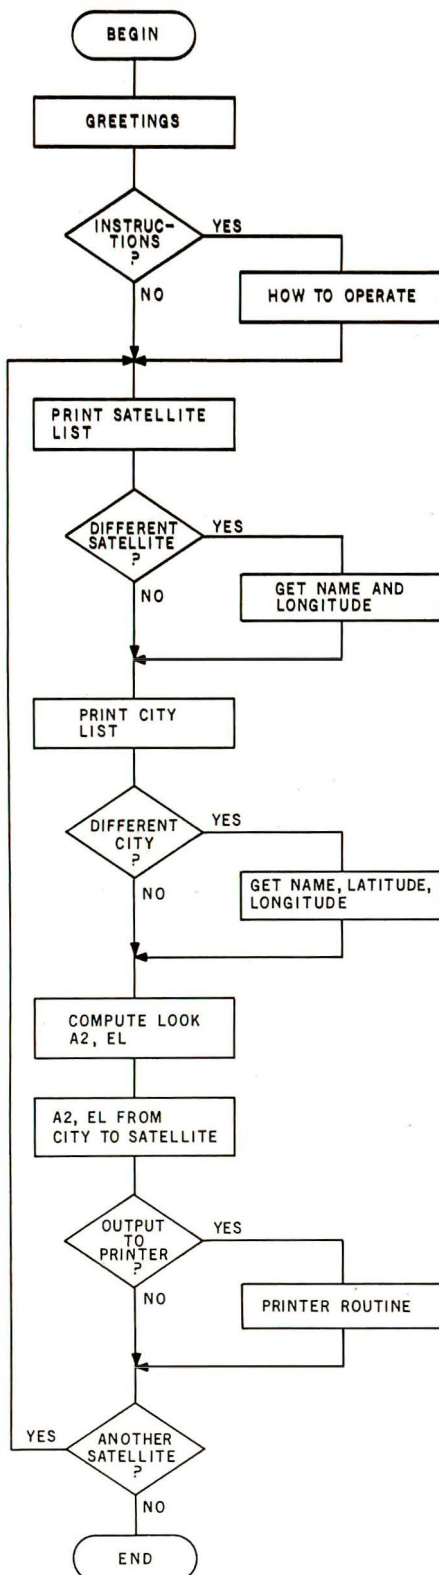 BEGIN
GREETINGS
INSTRUC-
TIONS
?
YES
NO
HOW TO OPERATE
PRINT SATELLITE
LIST
DIFFERENT
SATELLITE
?
YES
NO
GET NAME AND
LONGITUDE
PRINT CITY
LIST
DIFFERENT
CITY
?
YES
NO
GET NAME, LATITUDE,
LONGITUDE
COMPUTE LOOK
A2, EL
A2, EL FROM
CITY TO SATELLITE
OUTPUT
TO
PRINTER
?
YES
NO
PRINTER ROUTINE
YES
ANOTHER
SATELLITE
?
NO
END